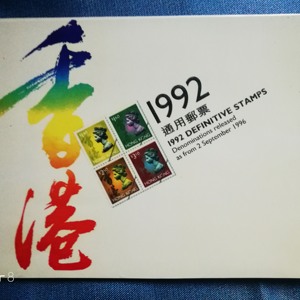 香港
1992
通用郵票
1992 DEFINITIVE STAMPS
Denominations released
as from 2 September 1996